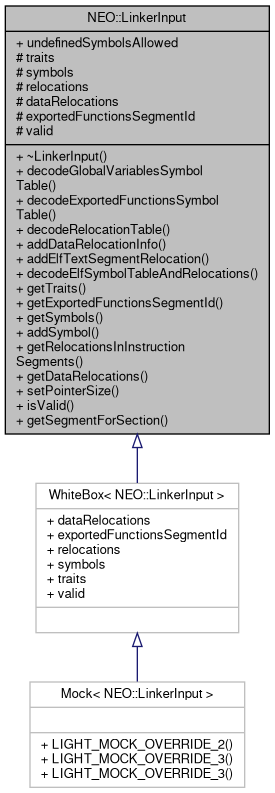 NEO::LinkerInput
+ undefinedSymbolsAllowed
# traits
# symbols
# relocations
# dataRelocations
# exportedFunctionsSegmentId
# valid
+ ~LinkerInput()
+ decodeGlobalVariablesSymbol
Table()
+ decodeExportedFunctionsSymbol
Table()
+ decodeRelocationTable()
+ addDataRelocationInfo()
+ addElfTextSegmentRelocation()
+ decodeElfSymbolTableAndRelocations()
+ getTraits()
+ getExportedFunctionsSegmentId()
+ getSymbols()
+ addSymbol()
+ getRelocationsInInstruction
Segments()
+ getDataRelocations()
+ setPointerSize()
+ isValid()
+ getSegmentForSection()
WhiteBox< NEO::LinkerInput >
+ dataRelocations
+ exportedFunctionsSegmentId
+ relocations
+ symbols
+ traits
+ valid
Mock< NEO::LinkerInput >
+ LIGHT_MOCK_OVERRIDE_2()
+ LIGHT_MOCK_OVERRIDE_3()
+ LIGHT_MOCK_OVERRIDE_3()